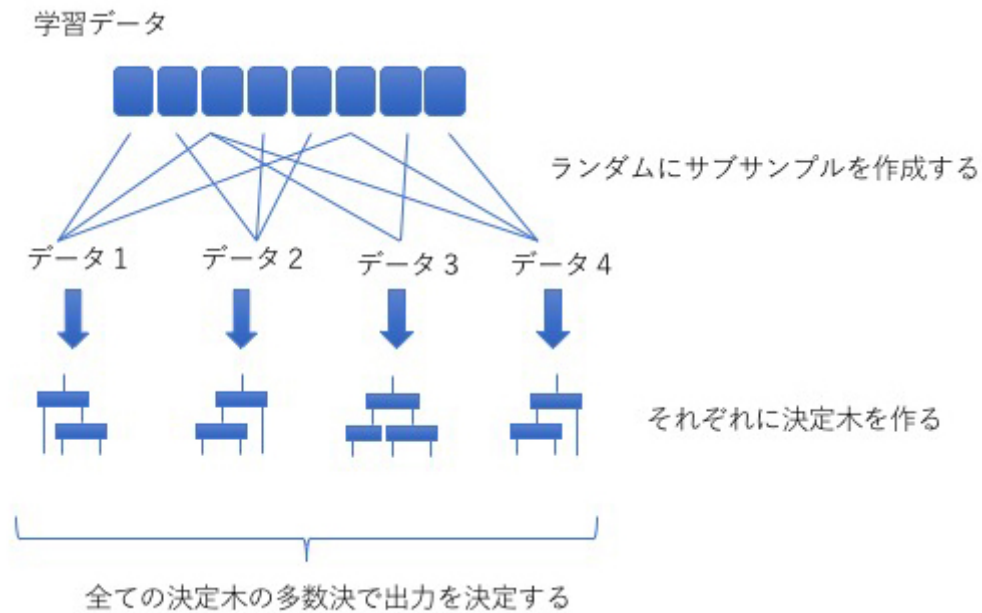 学習データ
ランダムにサブサンプルを作成する
データ1
データ2
データ3
データ4
それぞれに決定木を作る
全ての決定木の多数決で出力を決定する